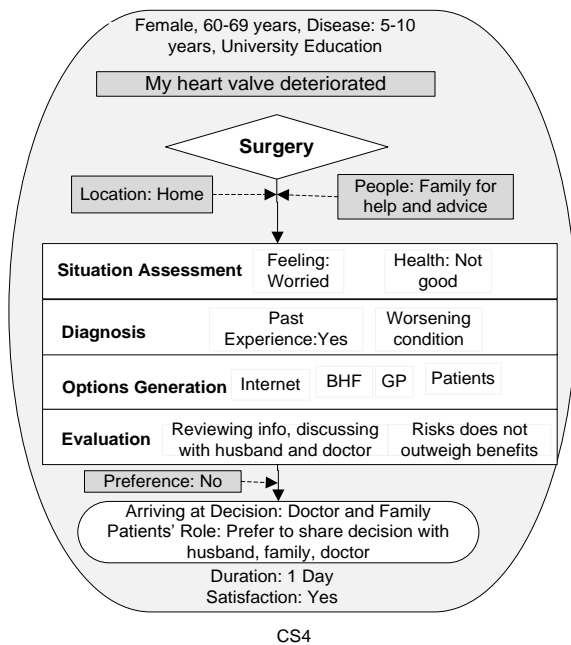 Female, 60-69 years, Disease: 5-10
years, University Education
My heart valve deteriorated
Surgery
Location: Home
People: Family for
help and advice
Situation Assessment
Feeling:
Worried
Health: Not
good
Diagnosis
Past
Experience:Yes
Worsening
condition
Options Generation
Internet
BHF
GP
Patients
Evaluation
Reviewing info, discussing
with husband and doctor
Risks does not
outweigh benefits
Preference: No
Arriving at Decision: Doctor and Family
Patients’ Role: Prefer to share decision with
husband, family, doctor
Duration: 1 Day
Satisfaction: Yes
CS4